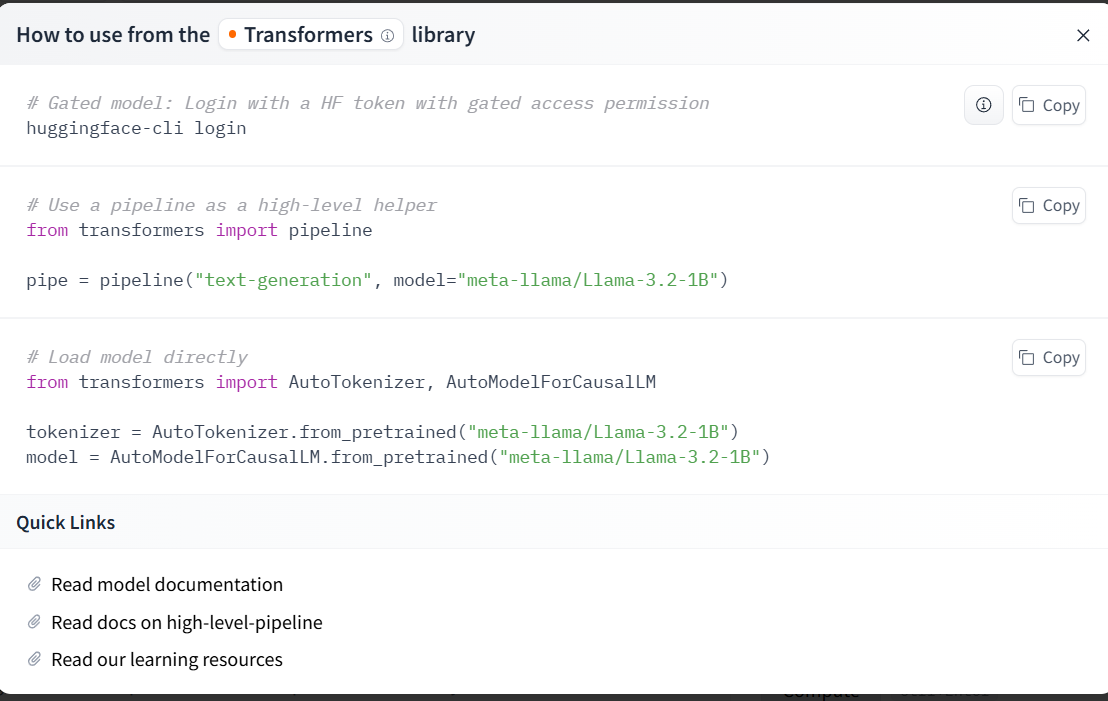 How to use from the Transformers library
# Gated model: Login with a HF token with gated access permission
huggingface-cli login
Copy
# Use a pipeline as a high-level helper
from transformers import pipeline
pipe = pipeline("text-generation", model="meta-llama/Llama-3.2-1B")
Copy
# Load model directly
from transformers import AutoTokenizer, AutoModelForCausalLM
tokenizer = AutoTokenizer.from_pretrained("meta-llama/Llama-3.2-1B")
model = AutoModelForCausalLM.from_pretrained("meta-llama/Llama-3.2-1B")
Copy
Quick Links
Read model documentation
Read docs on high-level-pipeline
Read our learning resources